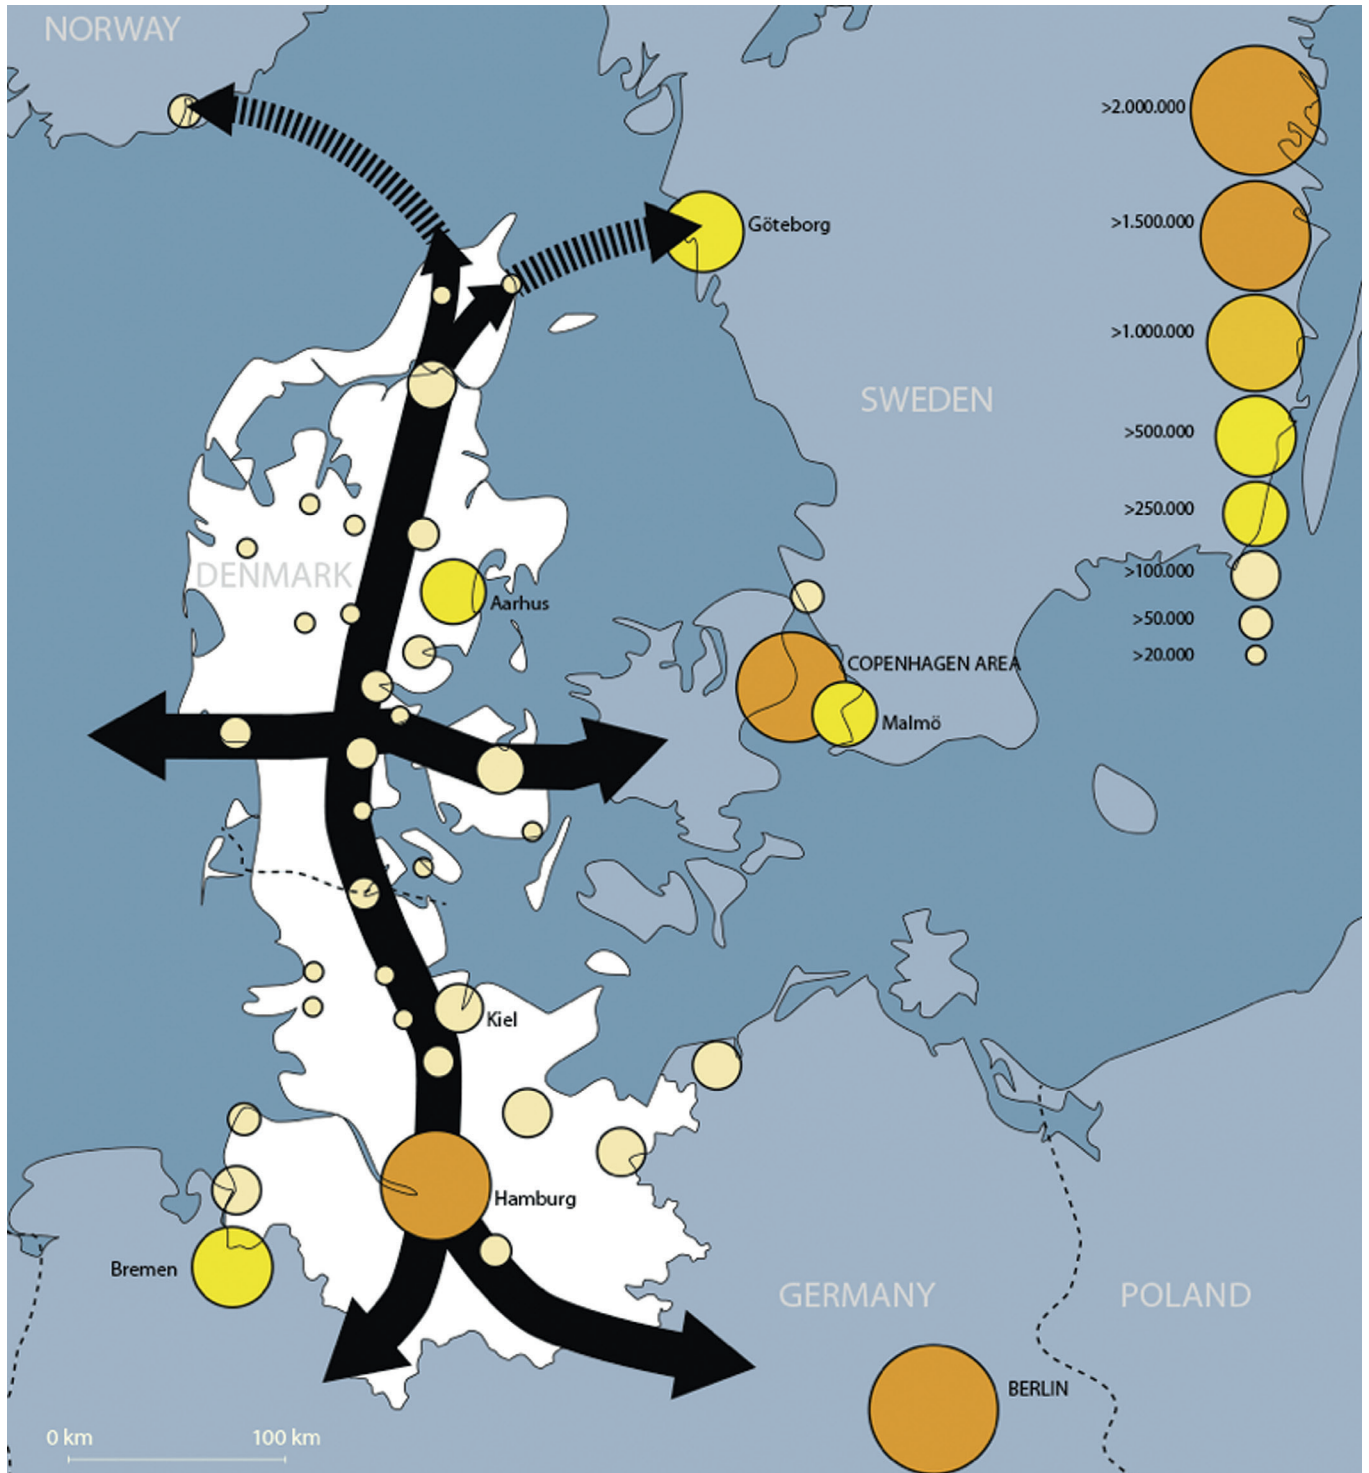 NORWAY
>2.000.000
>1.500.000
Göteborg
>1.000.000
SWEDEN
>500.000
>250.000
>100.000
DENMARK
Aarhus
>50.000
>20.000
COPENHAGEN AREA
Malmö
Kiel
Hamburg
Bremen
GERMANY
POLAND
BERLIN
0 km
100 km